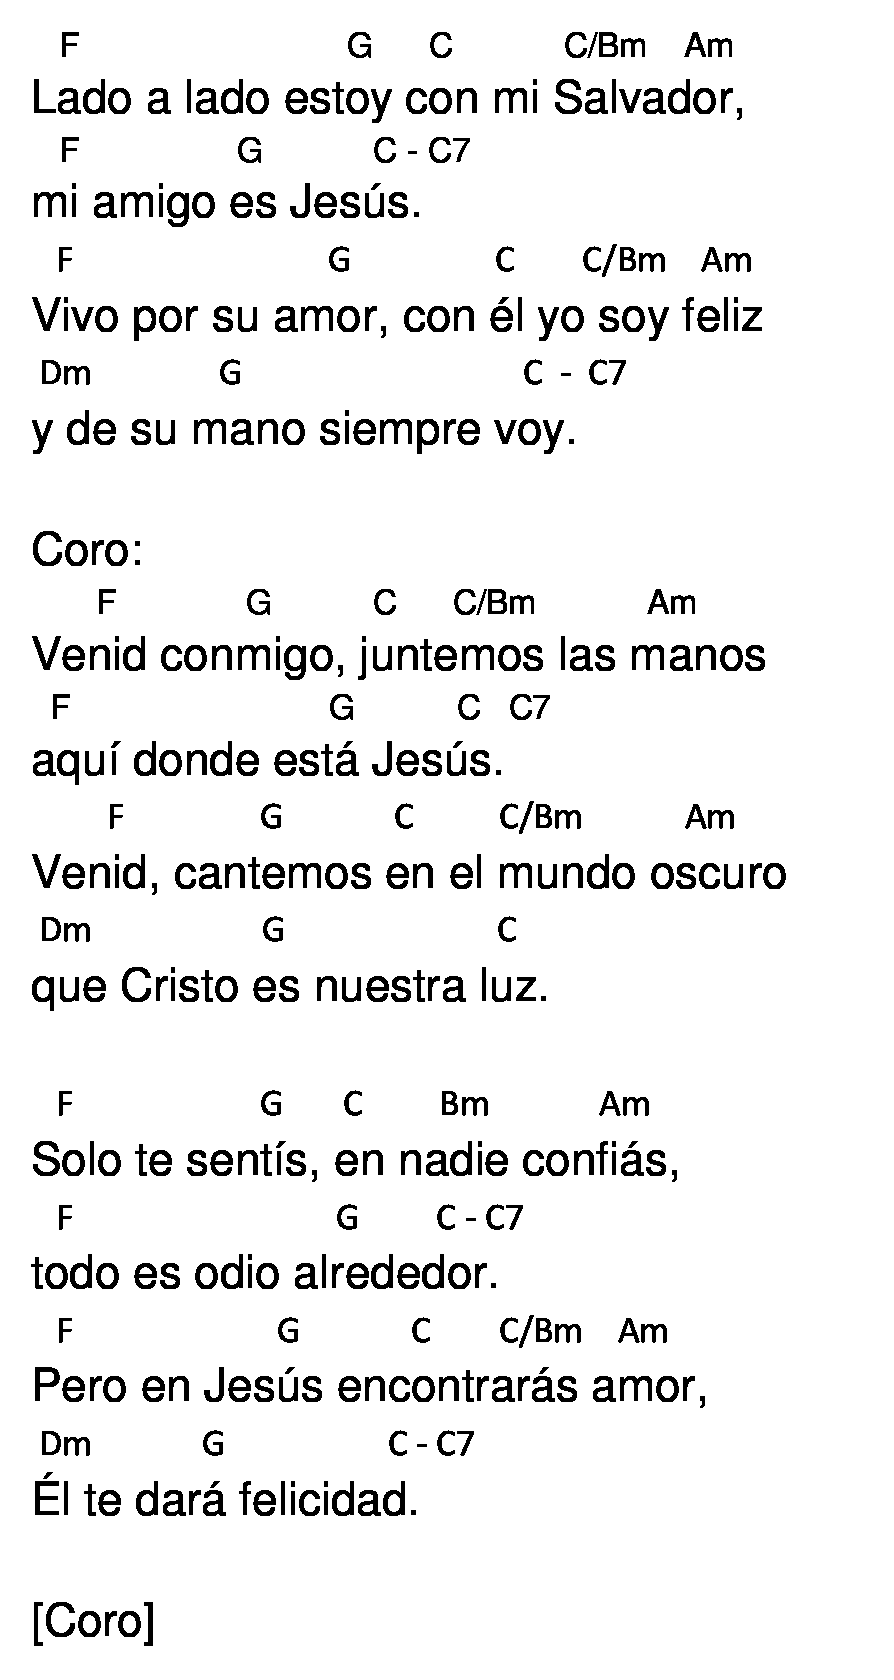 F G C C/Bm Am
Lado a lado estoy con mi Salvador,
F G C - C7
mi amigo es Jesús.
F G C C/Bm Am
Vivo por su amor, con él yo soy feliz
Dm G C - C7
y de su mano siempre voy.
Coro:
F G C C/Bm Am
Venid conmigo, juntemos las manos
F G C C7
aquí donde está Jesús.
F G C C/Bm Am
Venid, cantemos en el mundo oscuro
Dm G C
que Cristo es nuestra luz.
F G C Bm Am
Solo te sentís, en nadie confiás,
F G C - C7
todo es odio alrededor.
F G C C/Bm Am
Pero en Jesús encontrarás amor,
Dm G C - C7
Él te dará felicidad.
[Coro]